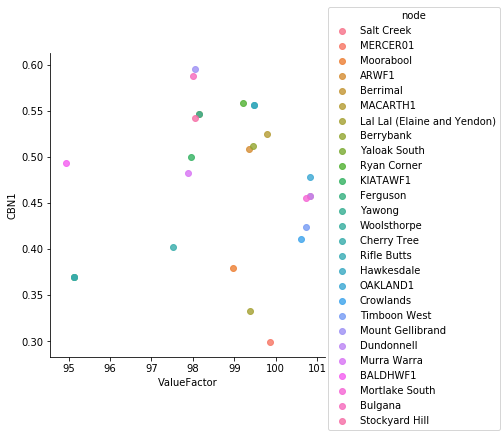 node
Salt Creek
MERCER01
Moorabool
ARWF1
Berrimal
MACARTH1
Lal Lal (Elaine and Yendon)
Berrybank
Yaloak South
Ryan Corner
KIATAWF1
Ferguson
Yawong
Woolsthorpe
Cherry Tree
Rifle Butts
Hawkesdale
OAKLAND1
Crowlands
Timboon West
Mount Gellibrand
Dundonnell
Murra Warra
BALDHWF1
Mortlake South
Bulgana
Stockyard Hill
CBN1
0.60
0.55
0.50
0.45
0.40
0.35
0.30
95 96 97 98 99 100 101
ValueFactor